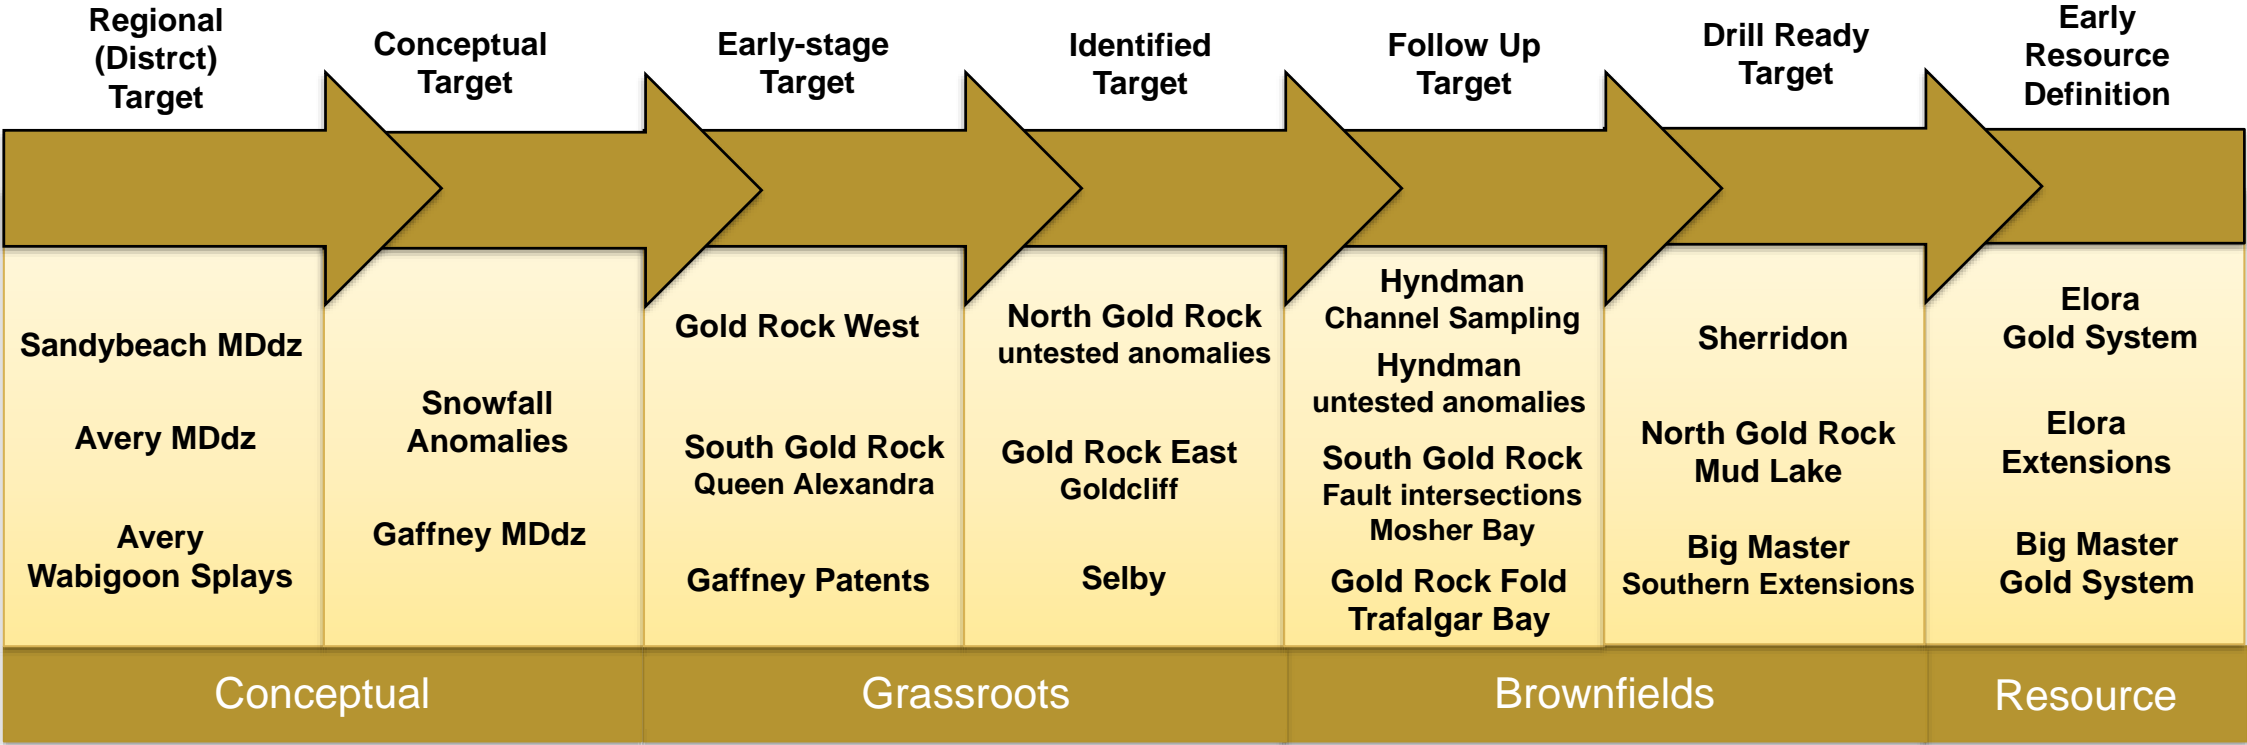 Regional
(Distrct)
Target
Conceptual
Target
Early-stage
Target
Identified
Target
Follow Up
Target
Drill Ready
Target
Early
Resource
Definition
Sandybeach MDdz
Avery MDdz
Avery
Wabigoon Splays
Snowfall
Anomalies
Gaffney MDdz
Gold Rock West
South Gold Rock
Queen Alexandra
Gaffney Patents
North Gold Rock
untested anomalies
Gold Rock East
Goldcliff
Selby
Hyndman
Channel Sampling
Hyndman
untested anomalies
South Gold Rock
Fault intersections
Mosher Bay
Gold Rock Fold
Trafalgar Bay
Sherridon
North Gold Rock
Mud Lake
Big Master
Southern Extensions
Elora
Gold System
Elora
Extensions
Big Master
Gold System
Conceptual
Grassroots
Brownfields
Resource